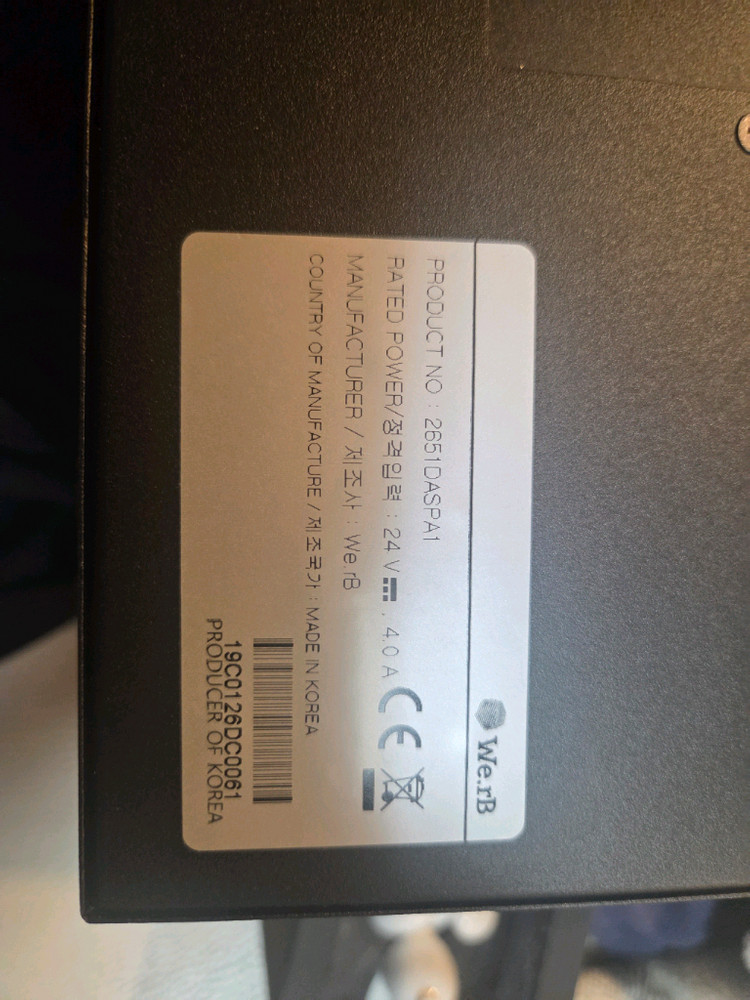 We.rB
PRODUCT NO : 2651DASPA1
RATED POWER/정격입력 : 24 V ⎓ , 4.0 A
MANUFACTURER / 제조사 : We.rB
COUNTRY OF MANUFACTURE / 제조국가 : MADE IN KOREA
CE
19C0126DC0061
PRODUCER OF KOREA